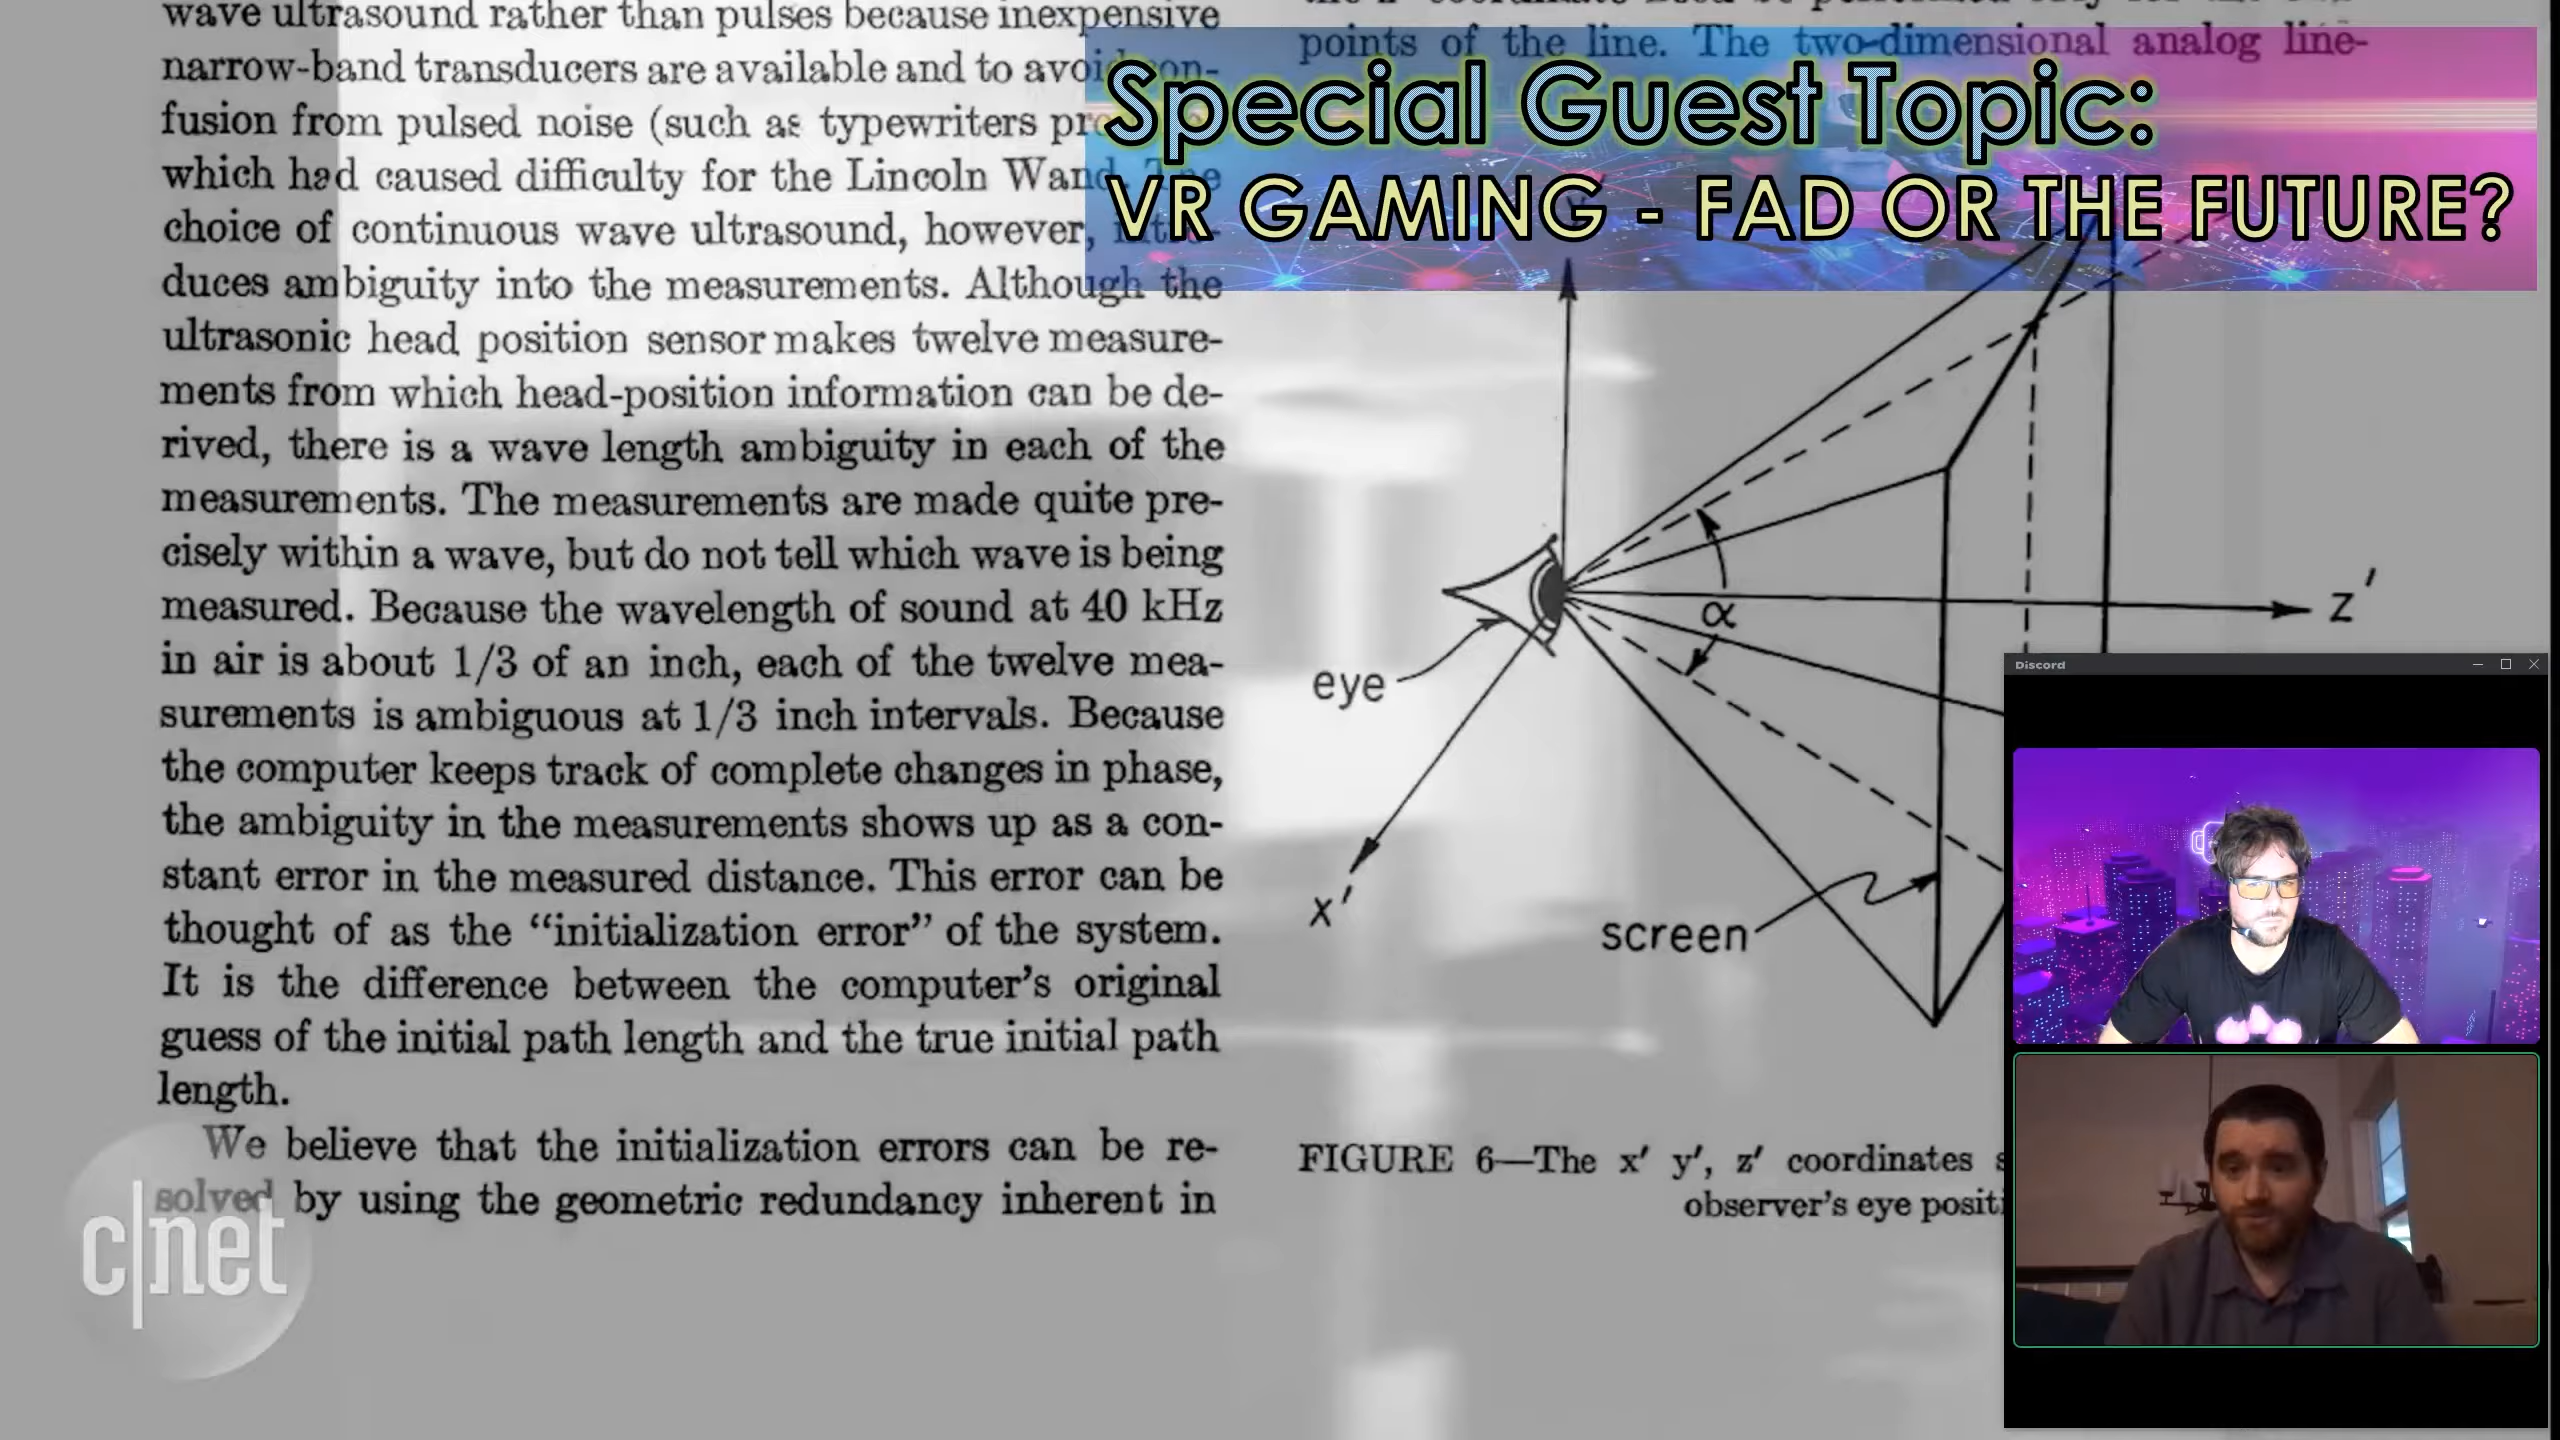 wave ultrasound rather than pulses because inexpensive
narrow-band transducers are available and to avoid con-
fusion from pulsed noise (such as typewriters
which had caused difficulty for the Lincoln Wand. The
choice of continuous wave ultrasound, however, intro-
duces ambiguity into the measurements. Although the
ultrasonic head position sensor makes twelve measure-
ments from which head-position information can be de-
rived, there is a wave length ambiguity in each of the
measurements. The measurements are made quite pre-
cisely within a wave, but do not tell which wave is being
measured. Because the wavelength of sound at 40 kHz
in air is about 1/3 of an inch, each of the twelve mea-
surements is ambiguous at 1/3 inch intervals. Because
the computer keeps track of complete changes in phase,
the ambiguity in the measurements shows up as a con-
stant error in the measured distance. This error can be
thought of as the “initialization error” of the system.
It is the difference between the computer’s original
guess of the initial path length and the true initial path
length.
We believe that the initialization errors can be re-
solved by using the geometric redundancy inherent in
points of the line. The two-dimensional analog line-
Special Guest Topic:
VR GAMING - FAD OR THE FUTURE?
α
z′
eye
x′
screen
FIGURE 6—The x′ y′, z′ coordinates
observer’s eye
Discord
c|net